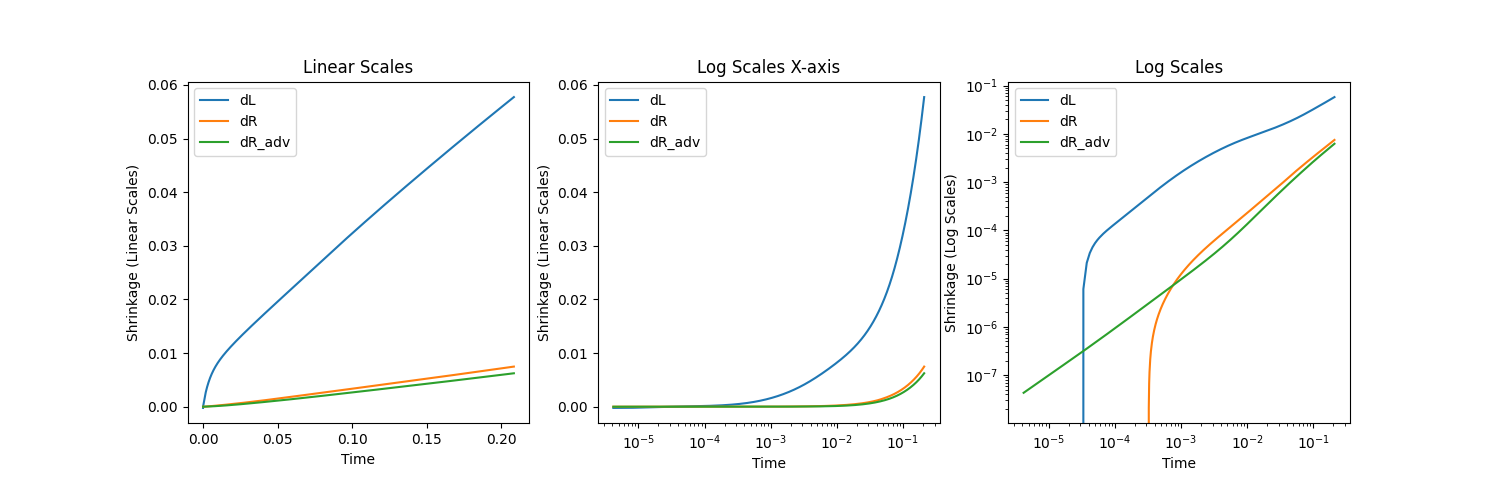 Linear Scales
Shrinkage (Linear Scales)
0.06
0.05
0.04
0.03
0.02
0.01
0.00
dL
dR
dR_adv
0.00 0.05 0.10 0.15 0.20
Time
Log Scales X-axis
Shrinkage (Linear Scales)
0.06
0.05
0.04
0.03
0.02
0.01
0.00
dL
dR
dR_adv
10⁻⁵ 10⁻⁴ 10⁻³ 10⁻² 10⁻¹
Time
Log Scales
Shrinkage (Log Scales)
10⁻¹
10⁻²
10⁻³
10⁻⁴
10⁻⁵
10⁻⁶
10⁻⁷
dL
dR
dR_adv
10⁻⁵ 10⁻⁴ 10⁻³ 10⁻² 10⁻¹
Time